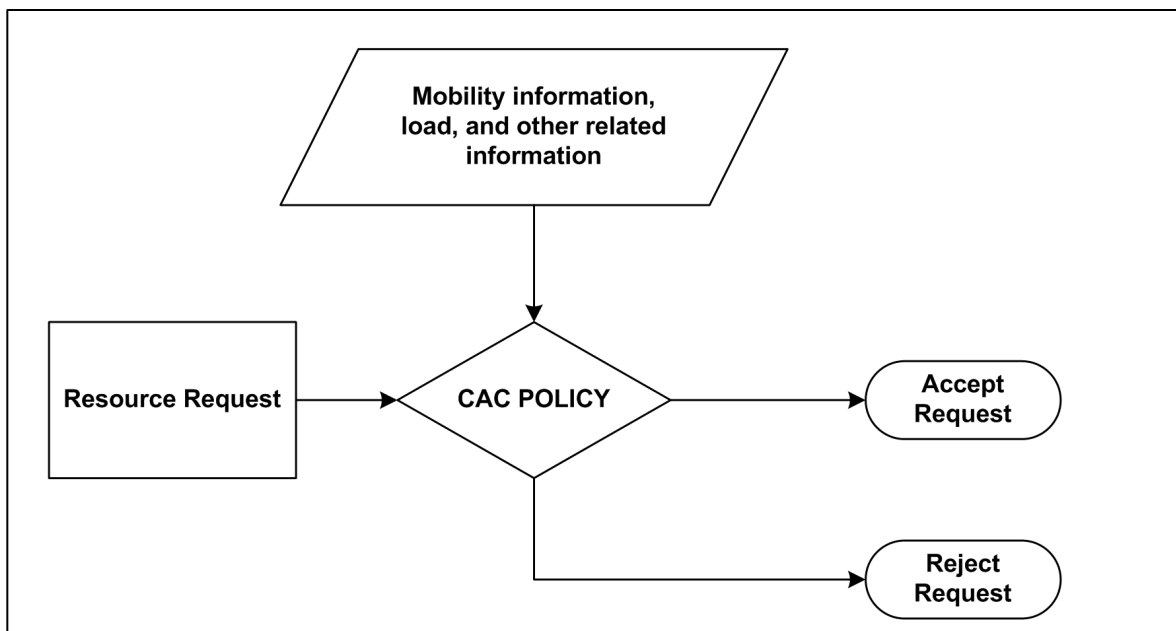 Mobility information,
load, and other related
information
Resource Request
CAC POLICY
Accept
Request
Reject
Request